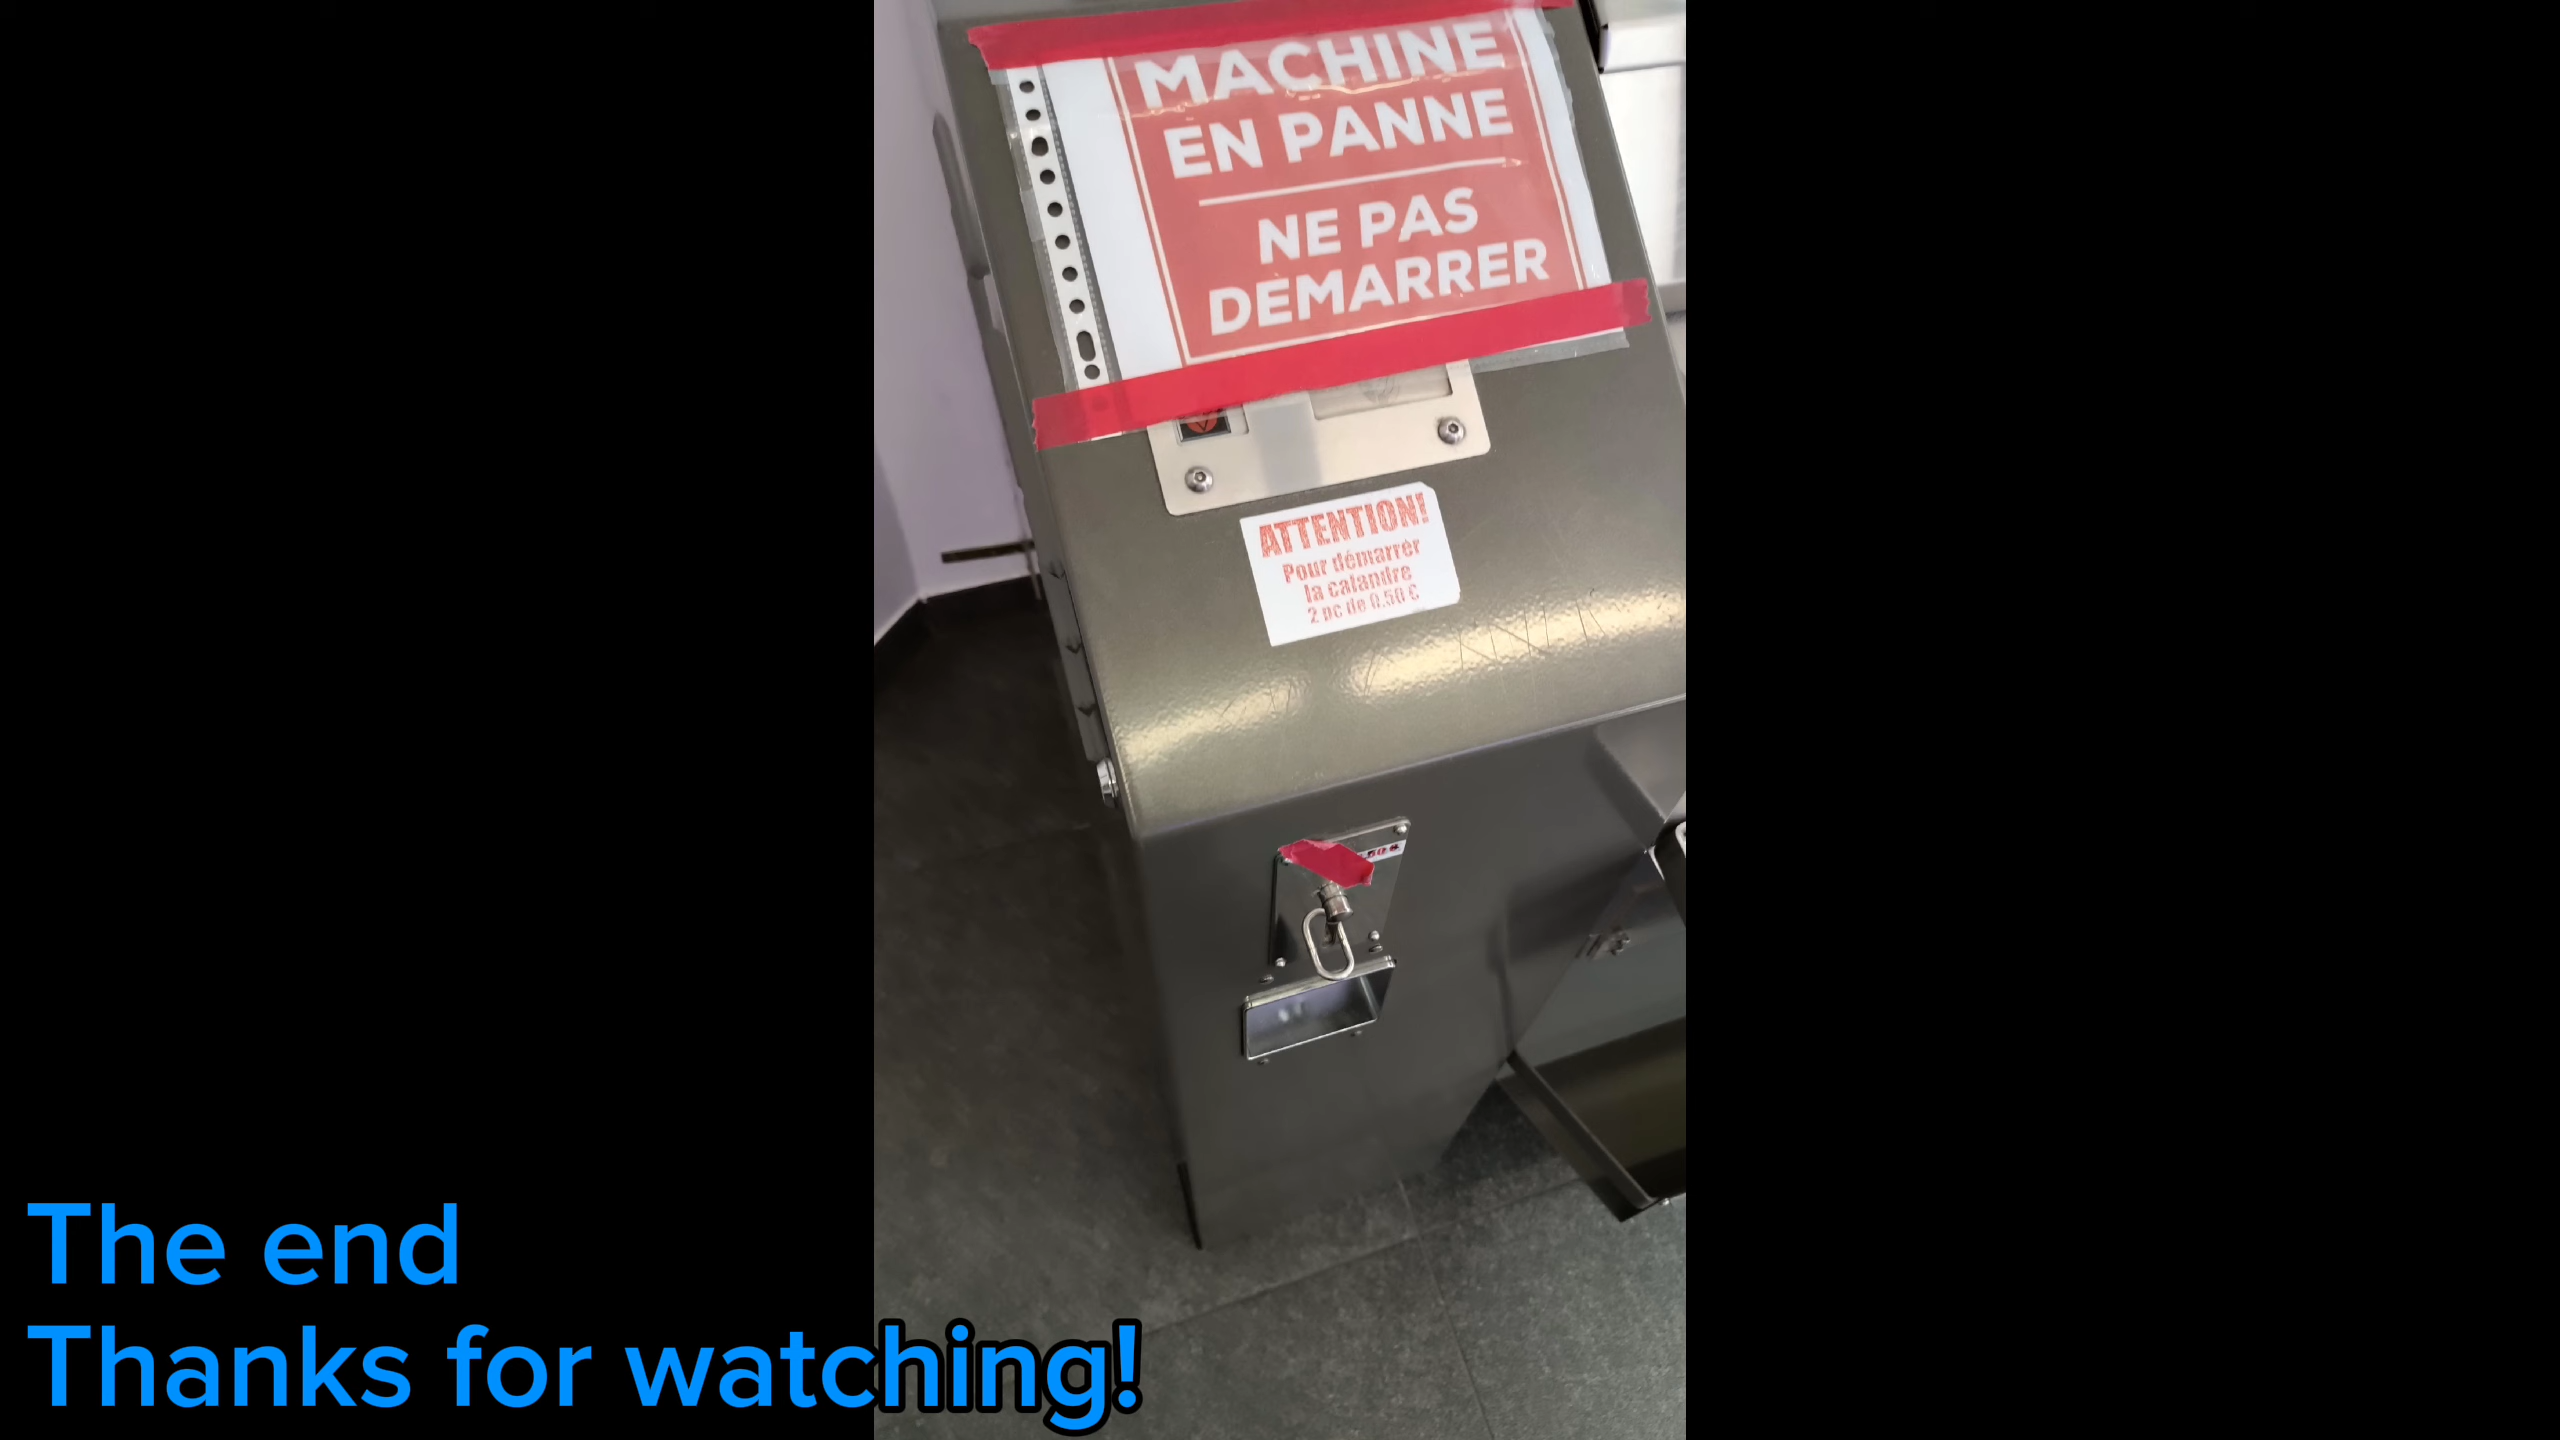 MACHINE
EN PANNE
NE PAS
DEMARRER
ATTENTION!
Pour démarrer
la calandre
2 pc de 0.50 €
The end
Thanks for watching!